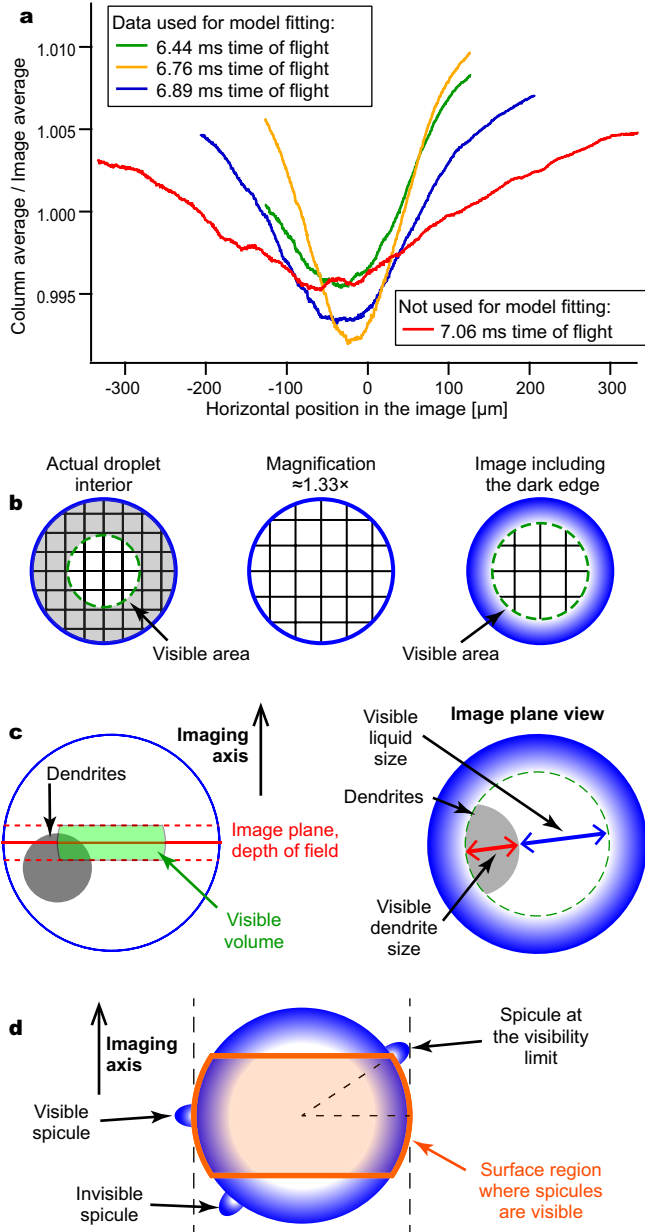 a
Data used for model fitting:
6.44 ms time of flight
6.76 ms time of flight
6.89 ms time of flight
1.010
1.005
1.000
0.995
Column average / Image average
Not used for model fitting:
7.06 ms time of flight
-300
-200
-100
0
100
200
300
Horizontal position in the image [µm]
b
Actual droplet
interior
Magnification
≈1.33×
Image including
the dark edge
Visible area
Visible area
c
Dendrites
Imaging
axis
Image plane,
depth of field
Visible
volume
Visible
liquid
size
Image plane view
Dendrites
Visible
dendrite
size
d
Imaging
axis
Visible
spicule
Invisible
spicule
Spicule at
the visibility
limit
Surface region
where spicules
are visible